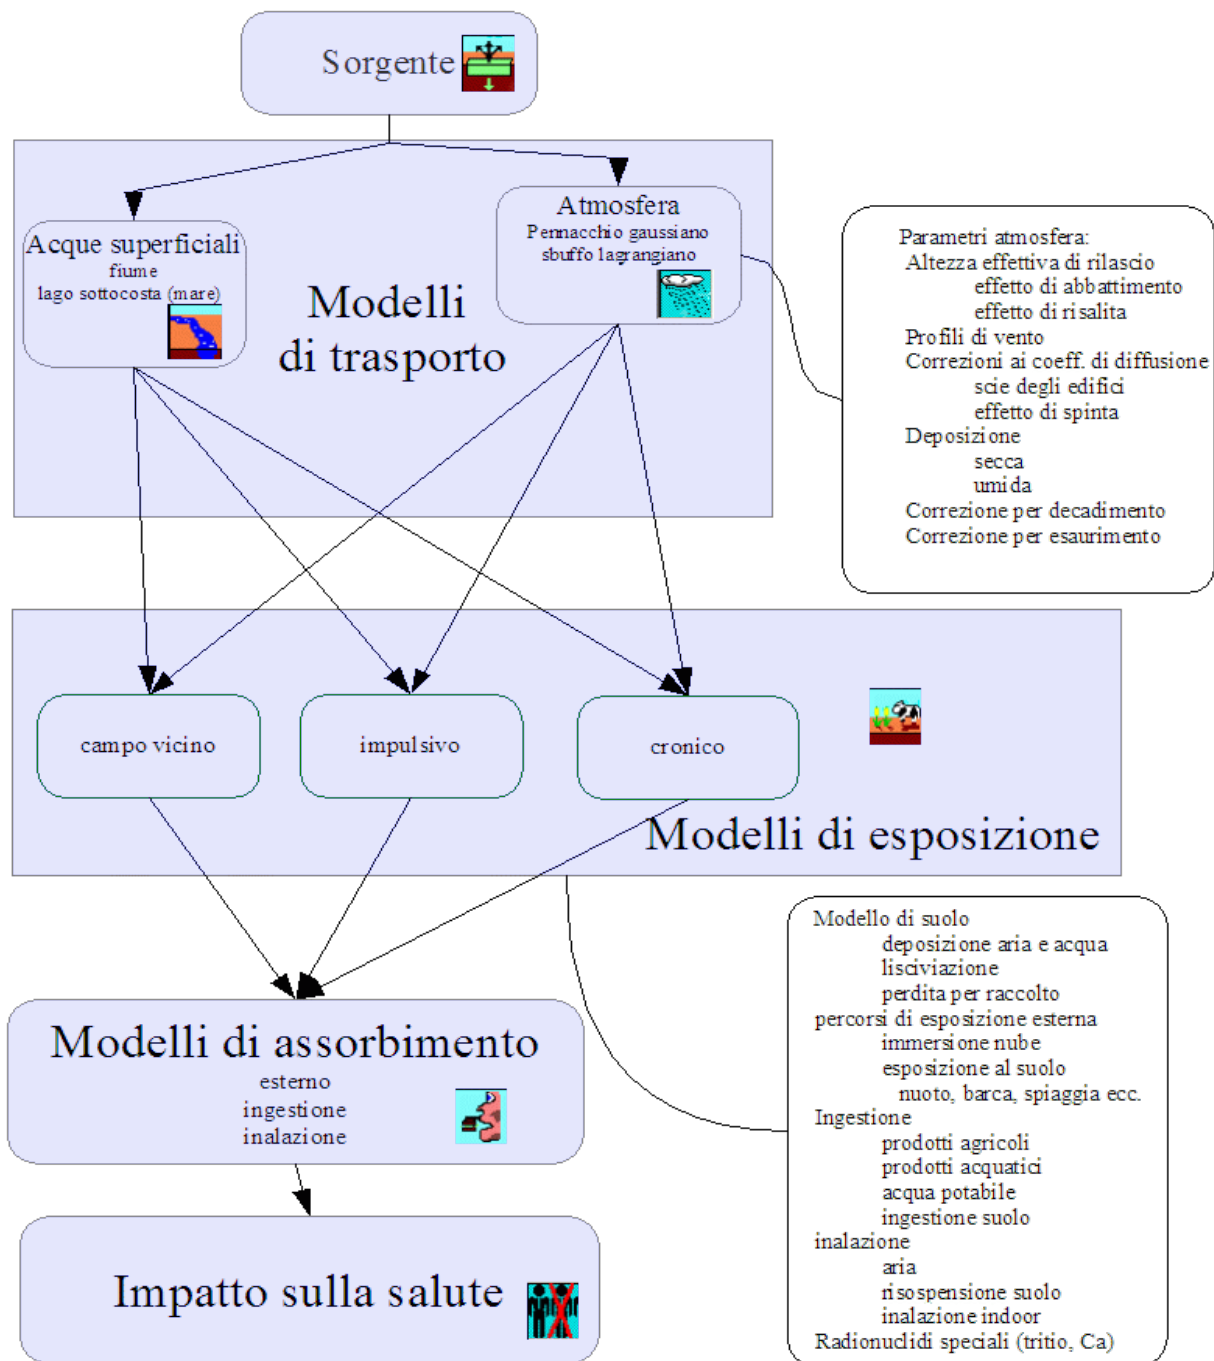 Sorgente
Acque superficiali
fiume
lago sottocosta (mare)
Atmosfera
Pennacchio gaussiano
sbuffo lagrangiano
Modelli
di trasporto
Parametri atmosfera:
Altezza effettiva di rilascio
effetto di abbattimento
effetto di risalita
Profili di vento
Correzioni ai coeff. di diffusione
scie degli edifici
effetto di spinta
Deposizione
secca
umida
Correzione per decadimento
Correzione per esaurimento
campo vicino
impulsivo
cronico
Modelli di esposizione
Modello di suolo
deposizione aria e acqua
lisciviazione
perdita per raccolto
percorsi di esposizione esterna
immersione nube
esposizione al suolo
nuoto, barca, spiaggia ecc.
Ingestione
prodotti agricoli
prodotti acquatici
acqua potabile
ingestione suolo
inalazione
aria
risospensione suolo
inalazione indoor
Radionuclidi speciali (tritio, Ca)
Modelli di assorbimento
esterno
ingestione
inalazione
Impatto sulla salute